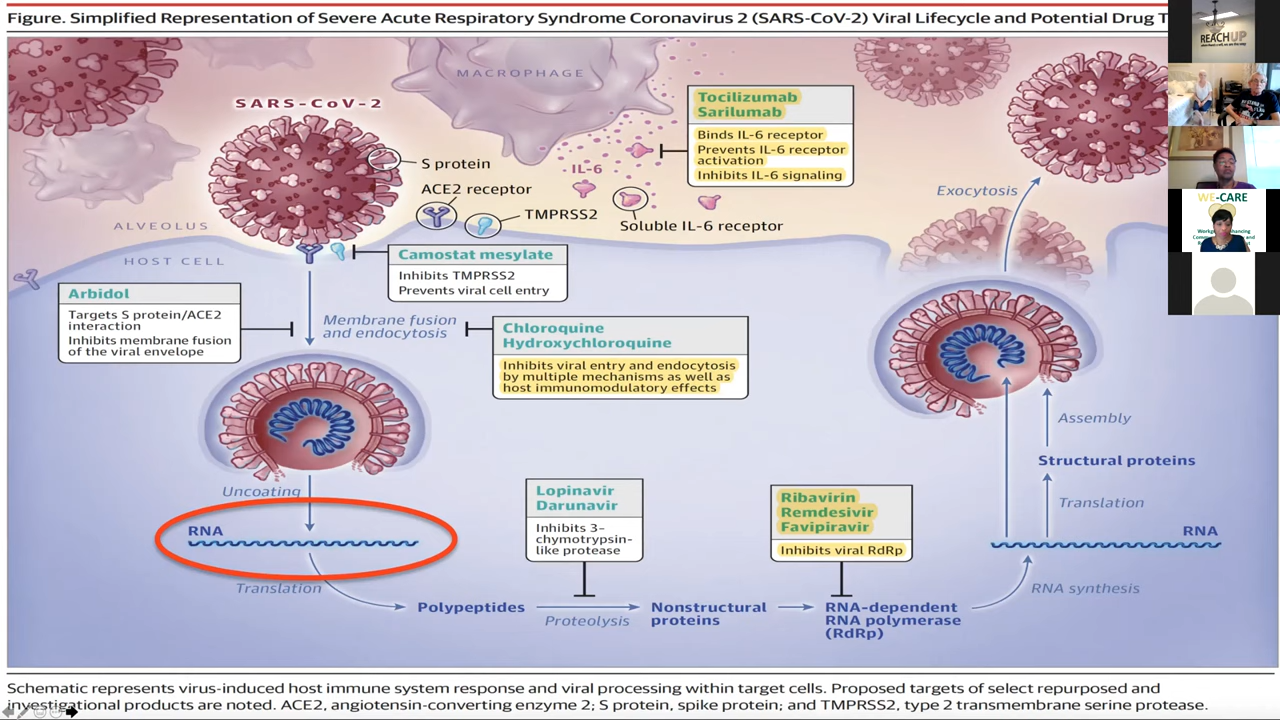 Figure. Simplified Representation of Severe Acute Respiratory Syndrome Coronavirus 2 (SARS-CoV-2) Viral Lifecycle and Potential Drug T
REACHUP
MACROPHAGE
SARS-CoV-2
Tocilizumab
Sarilumab
Binds IL-6 receptor
Prevents IL-6 receptor
activation
Inhibits IL-6 signaling
S protein
IL-6
ACE2 receptor
TMPRSS2
Soluble IL-6 receptor
Exocytosis
WE-CARE
ALVEOLUS
HOST CELL
Camostat mesylate
Inhibits TMPRSS2
Prevents viral cell entry
Arbidol
Targets S protein/ACE2
interaction
Inhibits membrane fusion
of the viral envelope
Membrane fusion
and endocytosis
Chloroquine
Hydroxychloroquine
Inhibits viral entry and endocytosis
by multiple mechanisms as well as
host immunomodulatory effects
Assembly
Structural proteins
Translation
RNA
RNA synthesis
Uncoating
RNA
Translation
Lopinavir
Darunavir
Inhibits 3-
chymotrypsin-
like protease
Ribavirin
Remdesivir
Favipiravir
Inhibits viral RdRp
Polypeptides
Proteolysis
Nonstructural
proteins
RNA-dependent
RNA polymerase
(RdRp)
Schematic represents virus-induced host immune system response and viral processing within target cells. Proposed targets of select repurposed and
investigational products are noted. ACE2, angiotensin-converting enzyme 2; S protein, spike protein; and TMPRSS2, type 2 transmembrane serine protease.